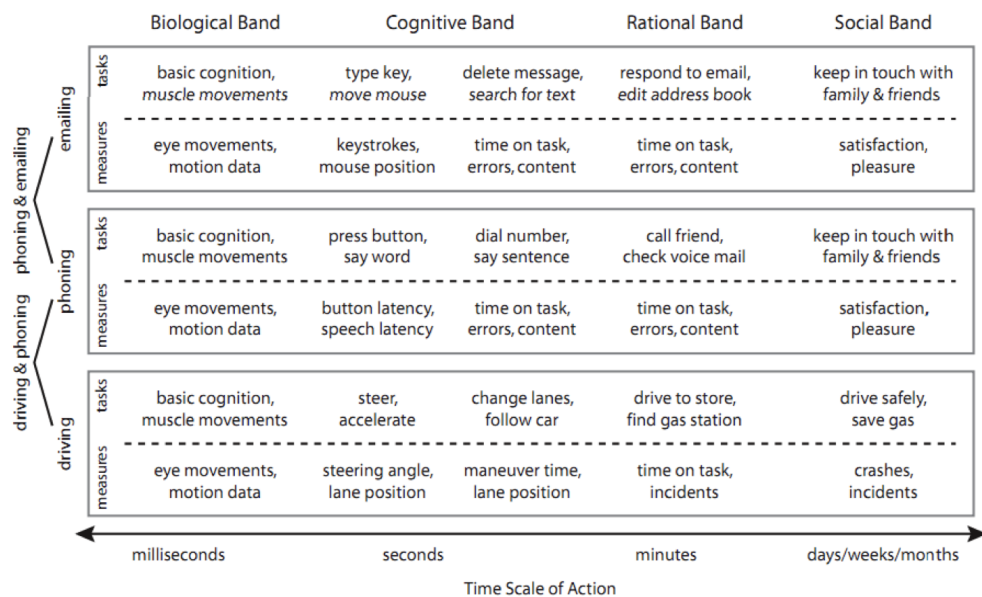 Biological Band Cognitive Band Rational Band Social Band
phoning & emailing
driving & phoning
emailing
tasks
basic cognition, type key, delete message, respond to email, keep in touch with
muscle movements move mouse search for text edit address book family & friends
measures
eye movements, keystrokes, time on task, time on task, satisfaction,
motion data mouse position errors, content errors, content pleasure
phoning
tasks
basic cognition, press button, dial number, call friend, keep in touch with
muscle movements say word say sentence check voice mail family & friends
measures
eye movements, button latency, time on task, time on task, satisfaction,
motion data speech latency errors, content errors, content pleasure
driving
tasks
basic cognition, steer, change lanes, drive to store, drive safely,
muscle movements accelerate follow car find gas station save gas
measures
eye movements, steering angle, maneuver time, time on task, crashes,
motion data lane position lane position incidents incidents
milliseconds seconds minutes days/weeks/months
Time Scale of Action